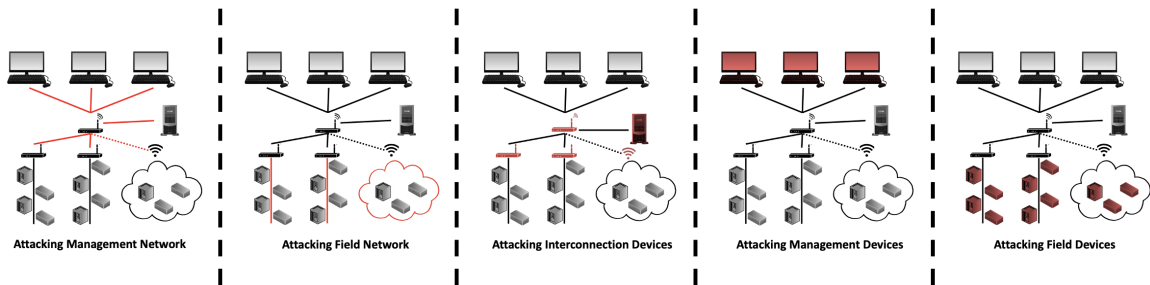 Attacking Management Network
Attacking Field Network
Attacking Interconnection Devices
Attacking Management Devices
Attacking Field Devices